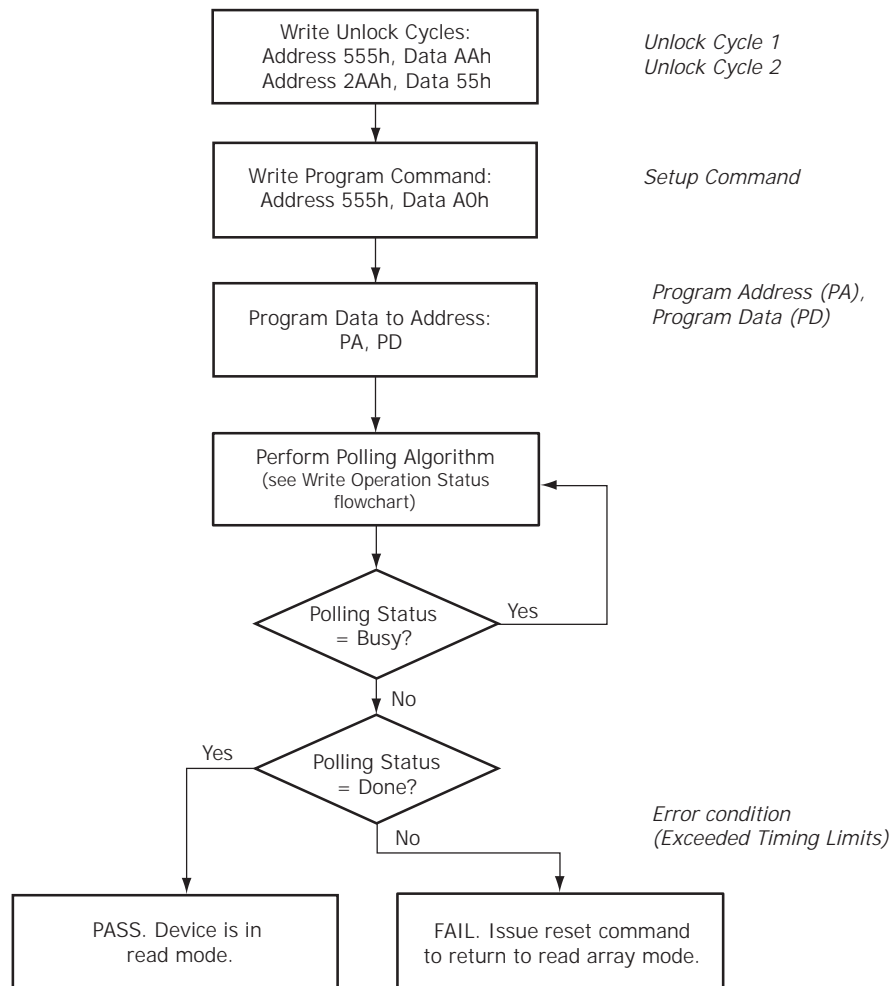 Write Unlock Cycles:
Address 555h, Data AAh
Address 2AAh, Data 55h
Unlock Cycle 1
Unlock Cycle 2
Write Program Command:
Address 555h, Data A0h
Setup Command
Program Data to Address:
PA, PD
Program Address (PA),
Program Data (PD)
Perform Polling Algorithm
(see Write Operation Status
flowchart)
Polling Status
= Busy?
Yes
No
Polling Status
= Done?
Yes
No
Error condition
(Exceeded Timing Limits)
PASS. Device is in
read mode.
FAIL. Issue reset command
to return to read array mode.